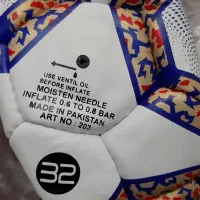 USE VENTIL OIL
BEFORE INFLATE
MOISTEN NEEDLE
INFLATE 0.6 TO 0.8 BAR
MADE IN PAKISTAN
ART NO : 203
32